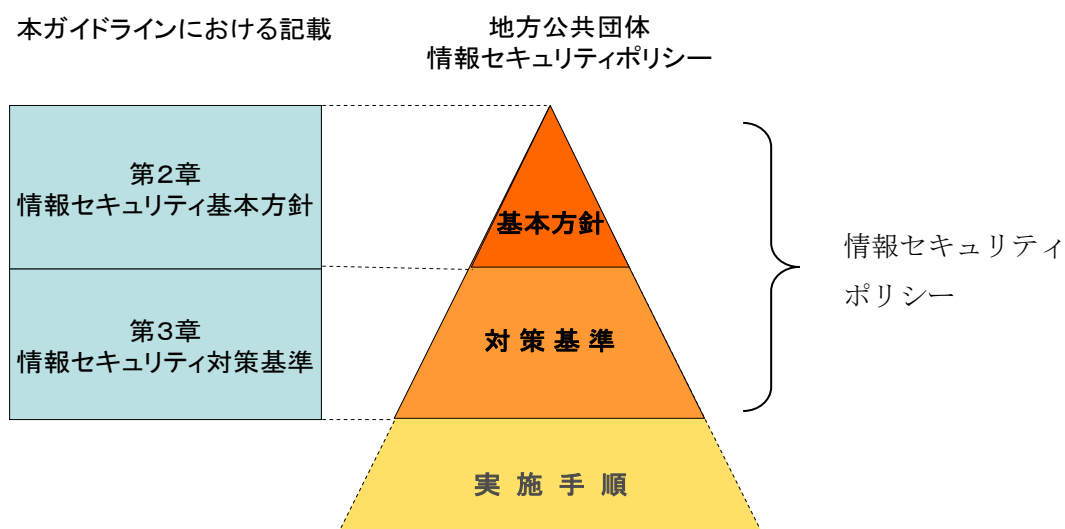 本ガイドラインにおける記載
地方公共団体
情報セキュリティポリシー
第2章
情報セキュリティ基本方針
第3章
情報セキュリティ対策基準
基本方針
対策基準
実施手順
情報セキュリティ
ポリシー